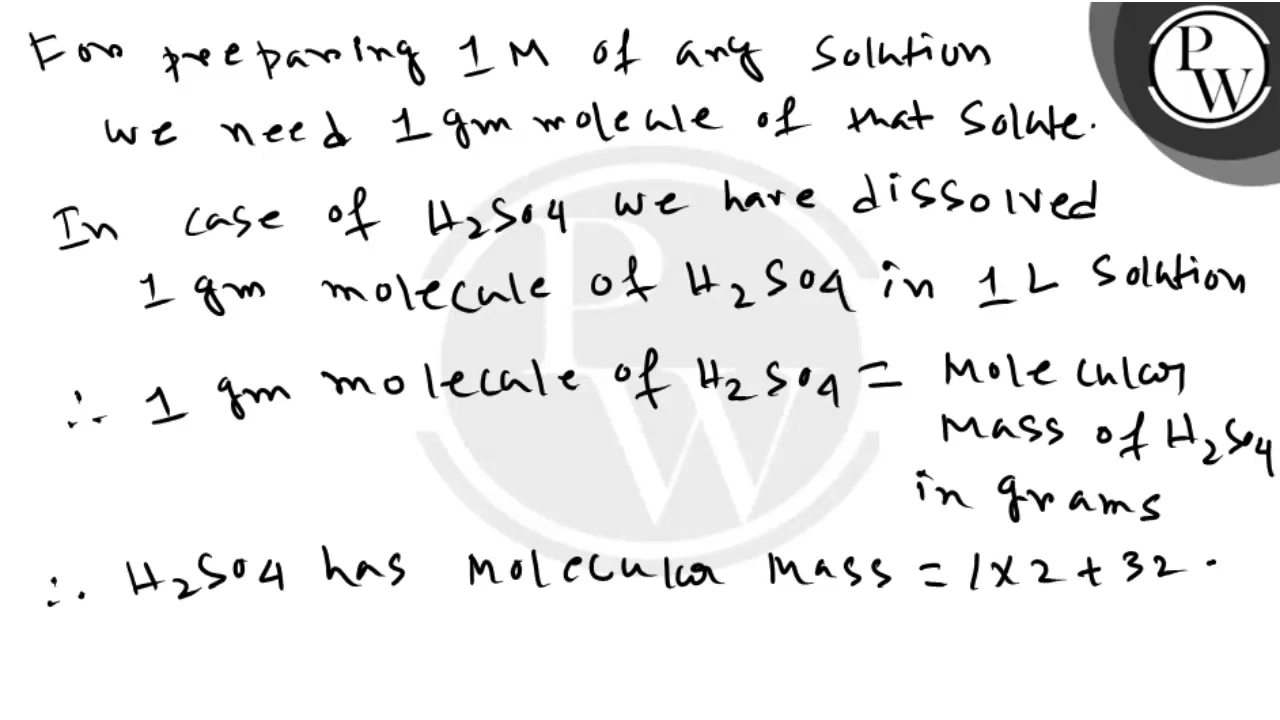 For preparing 1 M of any solution
we need 1 gm molecule of that solute.
In case of H2SO4 we have dissolved
1 gm molecule of H2SO4 in 1 L solution
∴ 1 gm molecule of H2SO4 = Molecular
Mass of H2SO4
in grams
∴ H2SO4 has Molecular Mass = 1×2 + 32
PW
PW